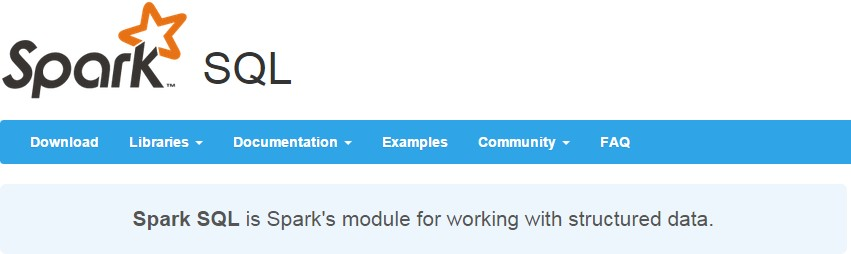 Spark™ SQL
Download Libraries Documentation Examples Community FAQ
Spark SQL is Spark's module for working with structured data.